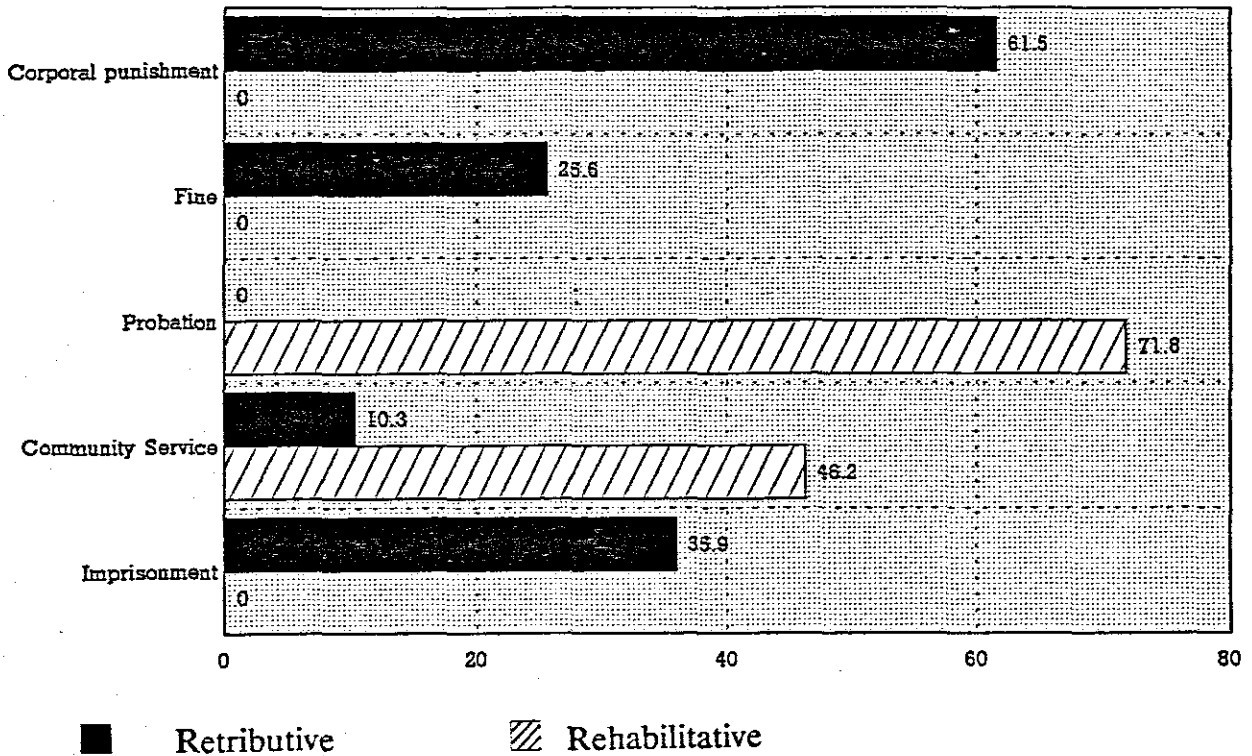 61.5
Corporal punishment
0
25.6
Fine
0
0
Probation
71.8
10.3
Community Service
46.2
35.9
Imprisonment
0
0 20 40 60 80
Retributive Rehabilitative